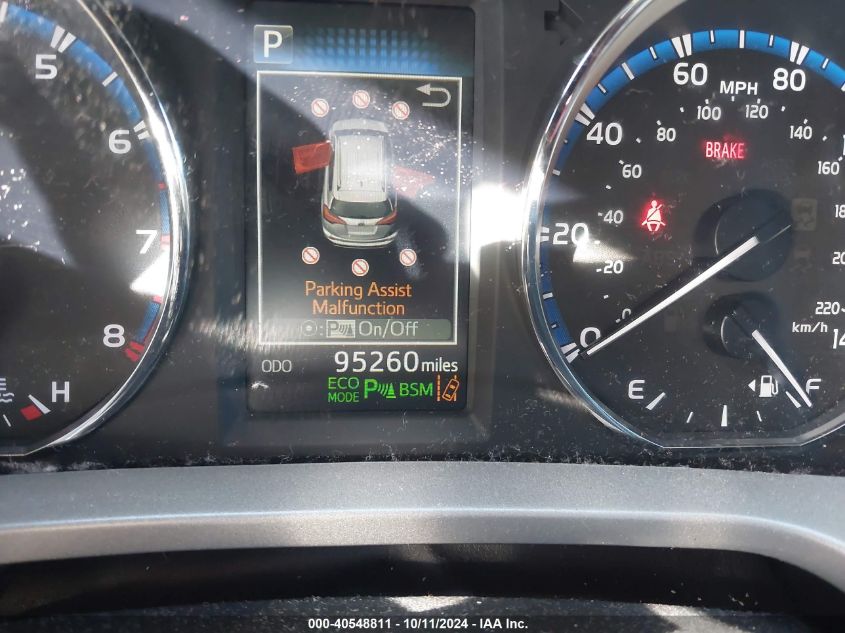 P
5
6
7
8
H
Parking Assist
Malfunction
P On/Off
ODO 95260 miles
ECO
MODE
P BSM
60
80
MPH
100
120
40
80
140
BRAKE
60
160
40
20
20
0
0
220
km/h
E
F
000-40548811 - 10/11/2024 - IAA Inc.